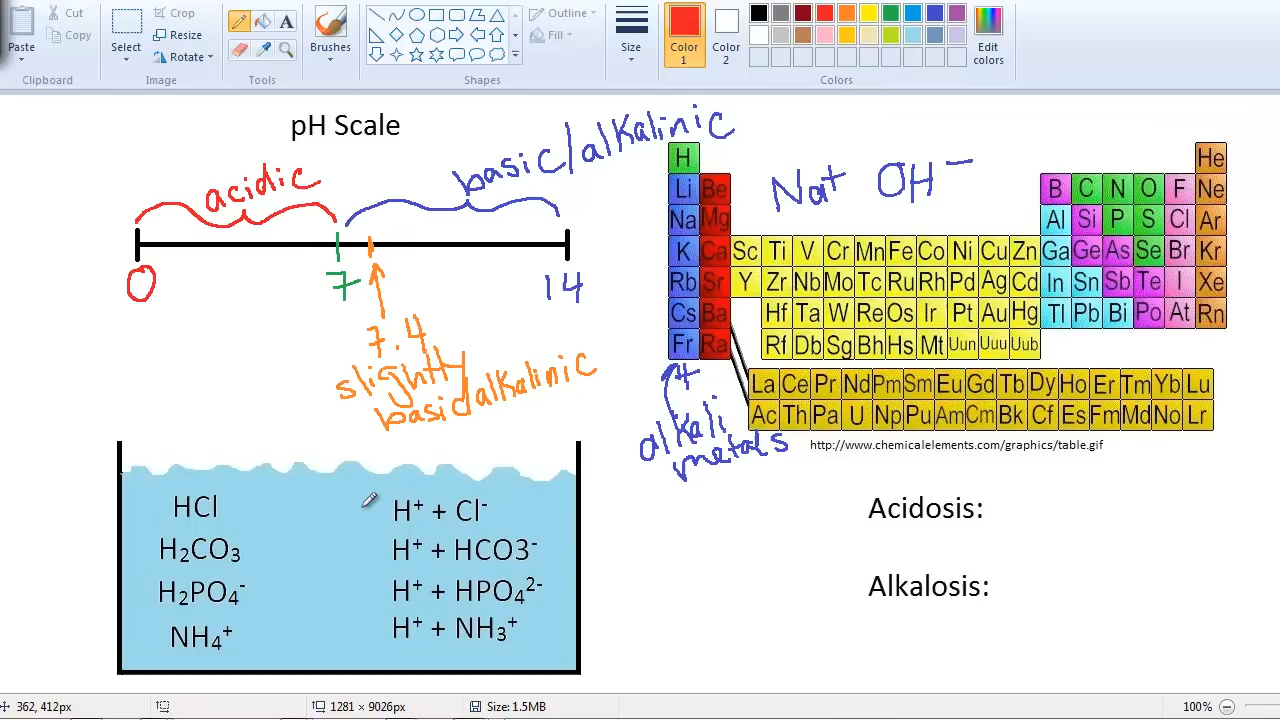 Cut
Copy
Paste
Crop
Resize
Rotate
Select
A
Brushes
Outline
Fill
Size
Color 1
Color 2
Edit colors
Clipboard
Image
Tools
Shapes
Colors
pH Scale
acidic
basic/alkalinic
0
7
14
7.4
slightly
basic/alkalinic
Na+ OH-
H He
Li Be B C N O F Ne
Na Mg Al Si P S Cl Ar
K Ca Sc Ti V Cr Mn Fe Co Ni Cu Zn Ga Ge As Se Br Kr
Rb Sr Y Zr Nb Mo Tc Ru Rh Pd Ag Cd In Sn Sb Te I Xe
Cs Ba Hf Ta W Re Os Ir Pt Au Hg Tl Pb Bi Po At Rn
Fr Ra Rf Db Sg Bh Hs Mt Uun Uuu Uub
La Ce Pr Nd Pm Sm Eu Gd Tb Dy Ho Er Tm Yb Lu
Ac Th Pa U Np Pu Am Cm Bk Cf Es Fm Md No Lr
alkali
metals
http://www.chemicalelements.com/graphics/table.gif
HCl H⁺ + Cl⁻
H₂CO₃ H⁺ + HCO3⁻
H₂PO₄⁻ H⁺ + HPO₄²⁻
NH₄⁺ H⁺ + NH₃⁺
Acidosis:
Alkalosis:
362, 412px
1281 × 9026px
Size: 1.5MB
100%